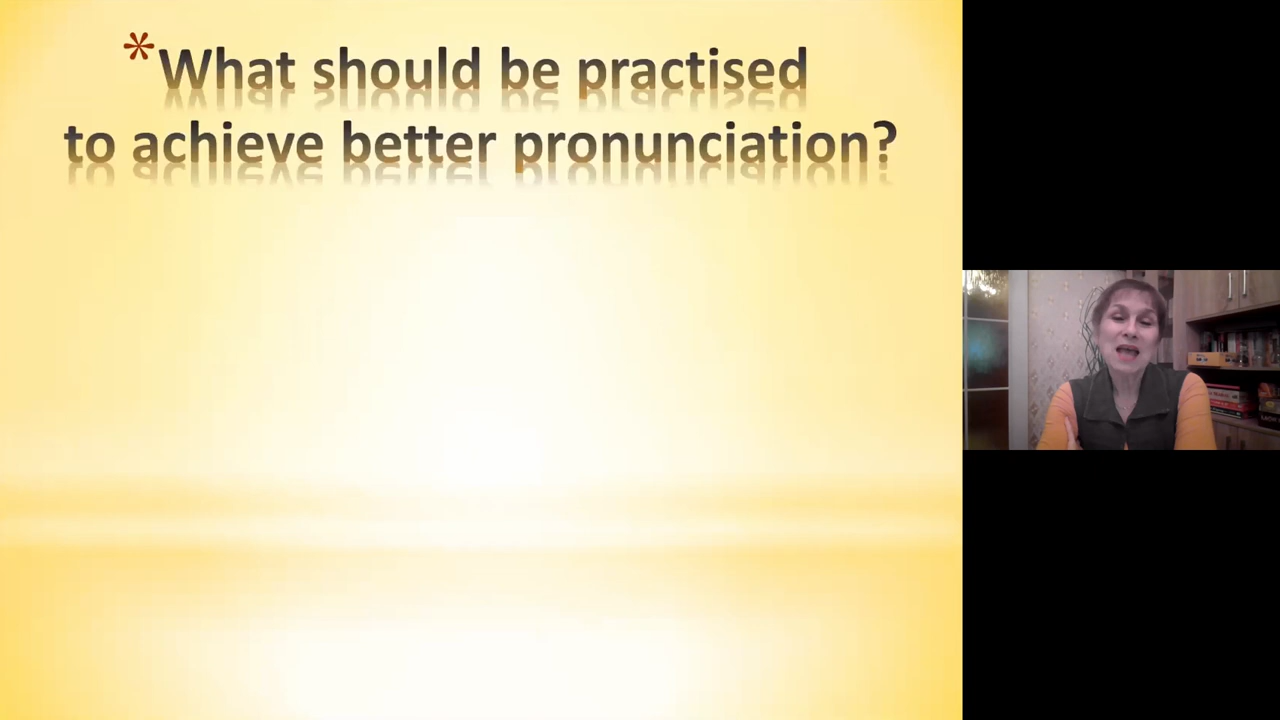 *What should be practised
to achieve better pronunciation?